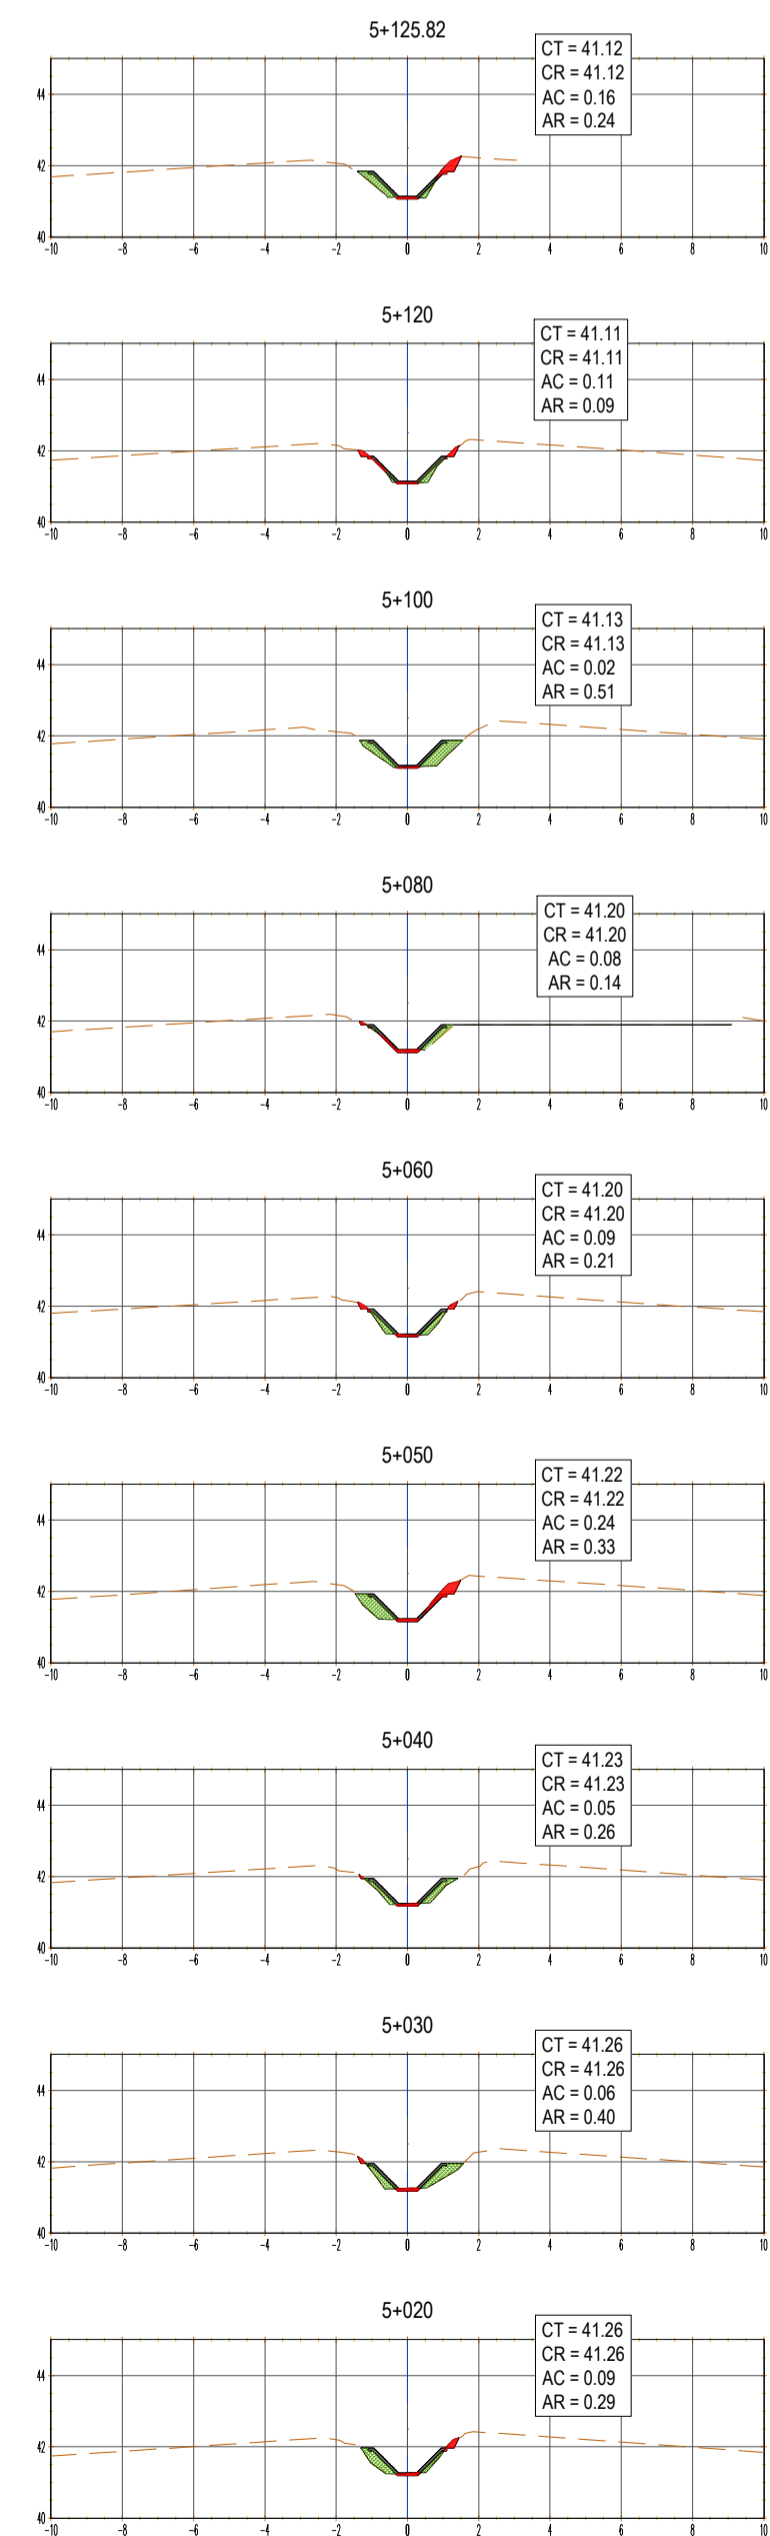 5+125.82
CT = 41.12
CR = 41.12
AC = 0.16
AR = 0.24
44
42
40
-10 -8 -6 -4 -2 0 2 4 6 8 10
5+120
CT = 41.11
CR = 41.11
AC = 0.11
AR = 0.09
44
42
40
-10 -8 -6 -4 -2 0 2 4 6 8 10
5+100
CT = 41.13
CR = 41.13
AC = 0.02
AR = 0.51
44
42
40
-10 -8 -6 -4 -2 0 2 4 6 8 10
5+080
CT = 41.20
CR = 41.20
AC = 0.08
AR = 0.14
44
42
40
-10 -8 -6 -4 -2 0 2 4 6 8 10
5+060
CT = 41.20
CR = 41.20
AC = 0.09
AR = 0.21
44
42
40
-10 -8 -6 -4 -2 0 2 4 6 8 10
5+050
CT = 41.22
CR = 41.22
AC = 0.24
AR = 0.33
44
42
40
-10 -8 -6 -4 -2 0 2 4 6 8 10
5+040
CT = 41.23
CR = 41.23
AC = 0.05
AR = 0.26
44
42
40
-10 -8 -6 -4 -2 0 2 4 6 8 10
5+030
CT = 41.26
CR = 41.26
AC = 0.06
AR = 0.40
44
42
40
-10 -8 -6 -4 -2 0 2 4 6 8 10
5+020
CT = 41.26
CR = 41.26
AC = 0.09
AR = 0.29
44
42
40
-10 -8 -6 -4 -2 0 2 4 6 8 10